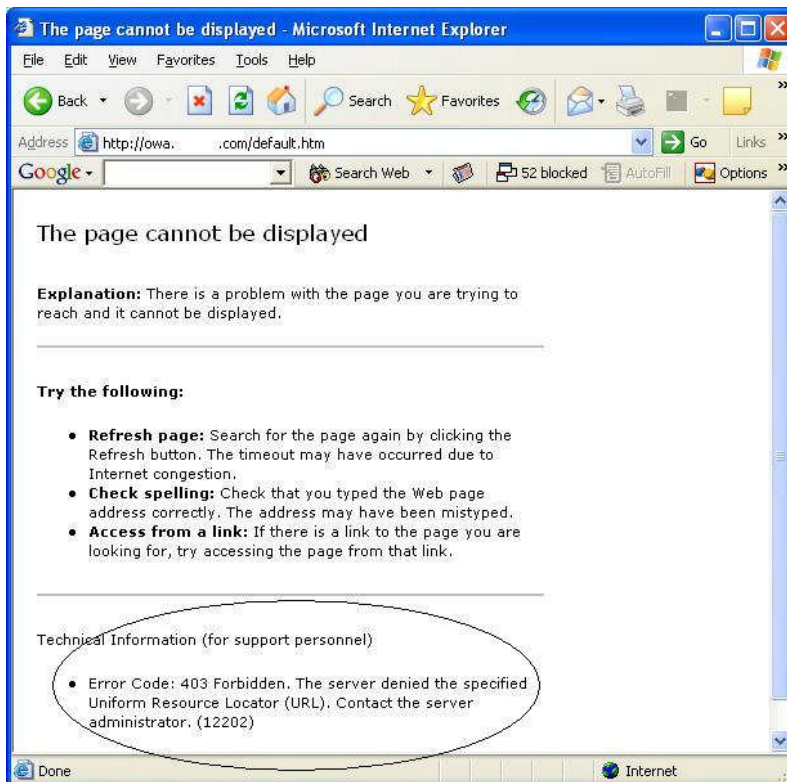 The page cannot be displayed - Microsoft Internet Explorer
File Edit View Favorites Tools Help
Back Search Favorites »
Address http://owa. .com/default.htm Go Links »
Google Search Web 52 blocked AutoFill Options »
The page cannot be displayed
Explanation: There is a problem with the page you are trying to
reach and it cannot be displayed.
Try the following:
• Refresh page: Search for the page again by clicking the
Refresh button. The timeout may have occurred due to
Internet congestion.
• Check spelling: Check that you typed the Web page
address correctly. The address may have been mistyped.
• Access from a link: If there is a link to the page you are
looking for, try accessing the page from that link.
Technical Information (for support personnel)
• Error Code: 403 Forbidden. The server denied the specified
Uniform Resource Locator (URL). Contact the server
administrator. (12202)
Done Internet